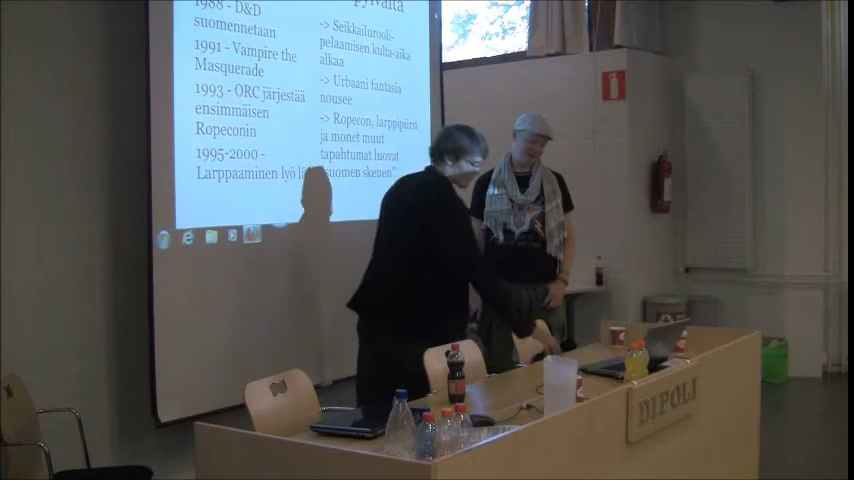 1988 - D&D
suomennetaan
1991 - Vampire the
Masquerade
1993 - ORC järjestää
ensimmäisen
Ropeconin
1995-2000 -
Larppaaminen lyö
-> Seikkailurooli-
pelaamisen kulta-aika
alkaa
-> Urbaani fantasia
nousee
-> Ropecon, larppipiirit
ja monet muut
tapahtumat luovat
"suomen skenen"
DIPOLI